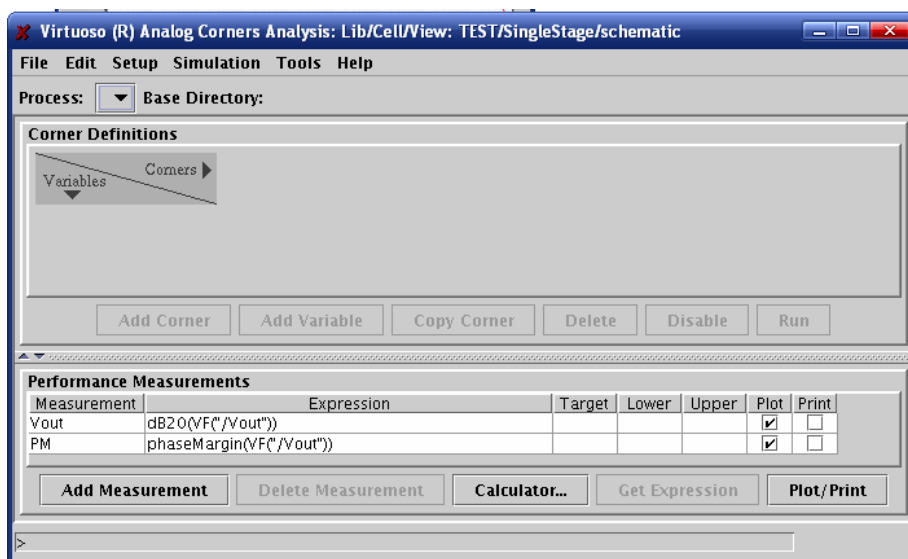 Virtuoso (R) Analog Corners Analysis: Lib/Cell/View: TEST/SingleStage/schematic
File Edit Setup Simulation Tools Help
Process: Base Directory:
Corner Definitions
Corners
Variables
Add Corner Add Variable Copy Corner Delete Disable Run
Performance Measurements
Measurement Expression Target Lower Upper Plot Print
Vout dB20(VF("/Vout"))
PM phaseMargin(VF("/Vout"))
Add Measurement Delete Measurement Calculator... Get Expression Plot/Print
>